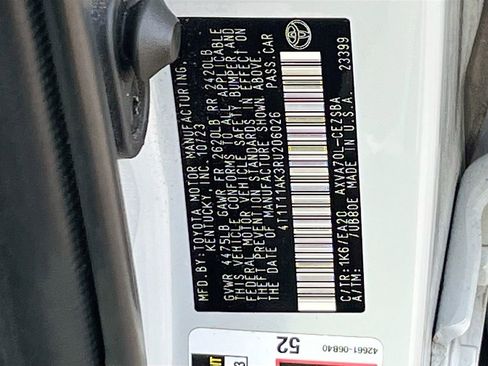 MFD.BY:TOYOTA MOTOR MANUFACTURING,
KENTUCKY, INC. 10/23
GVWR 4475LB GAWR FR 2620LB RR 2420LB
THIS VEHICLE CONFORMS TO ALL APPLICABLE
FEDERAL MOTOR VEHICLE SAFETY, BUMPER AND
THEFT PREVENTION STANDARDS IN EFFECT
THE DATE OF MANUFACTURE SHOWN ABOVE.
4T1T11AK3RU206026 PASS.CAR
C/TR:1K6/EA20 AXVA70L-CEZSBA 23399
A/TM: /UB80E MADE IN U.S.A.
42661-06B40
52